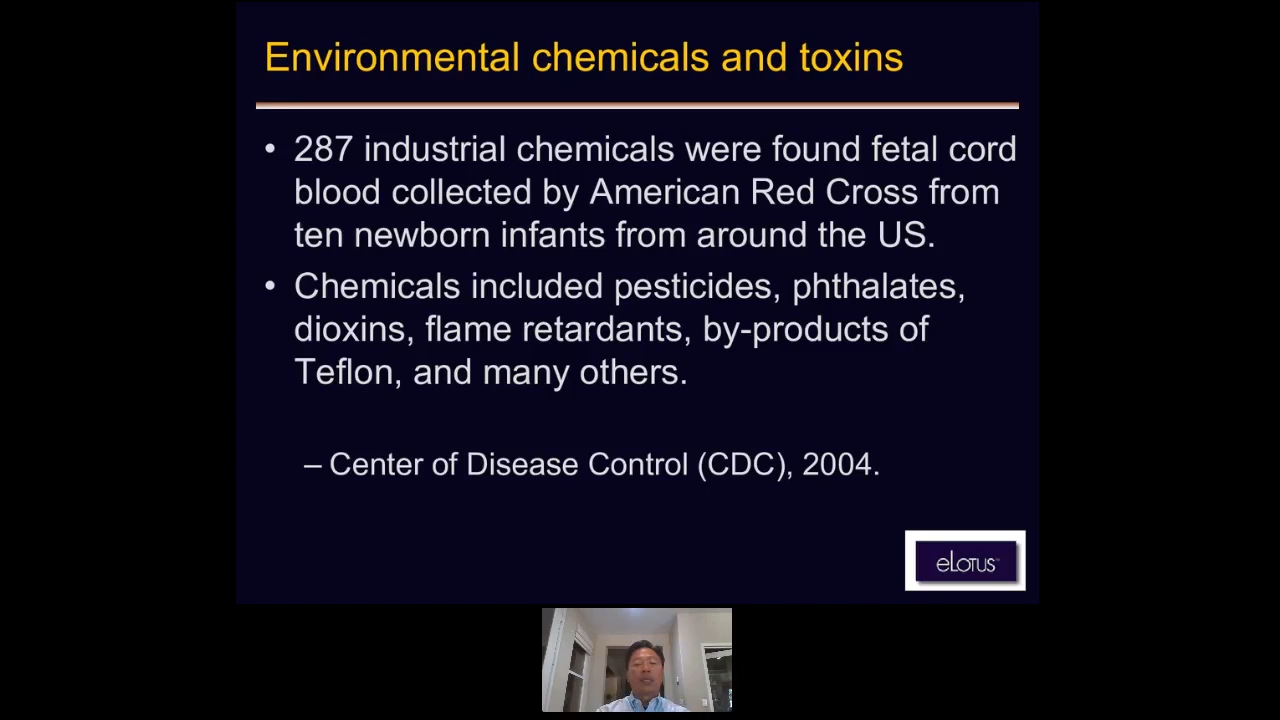 Environmental chemicals and toxins
• 287 industrial chemicals were found fetal cord
blood collected by American Red Cross from
ten newborn infants from around the US.
• Chemicals included pesticides, phthalates,
dioxins, flame retardants, by-products of
Teflon, and many others.
– Center of Disease Control (CDC), 2004.
eLOTUS™